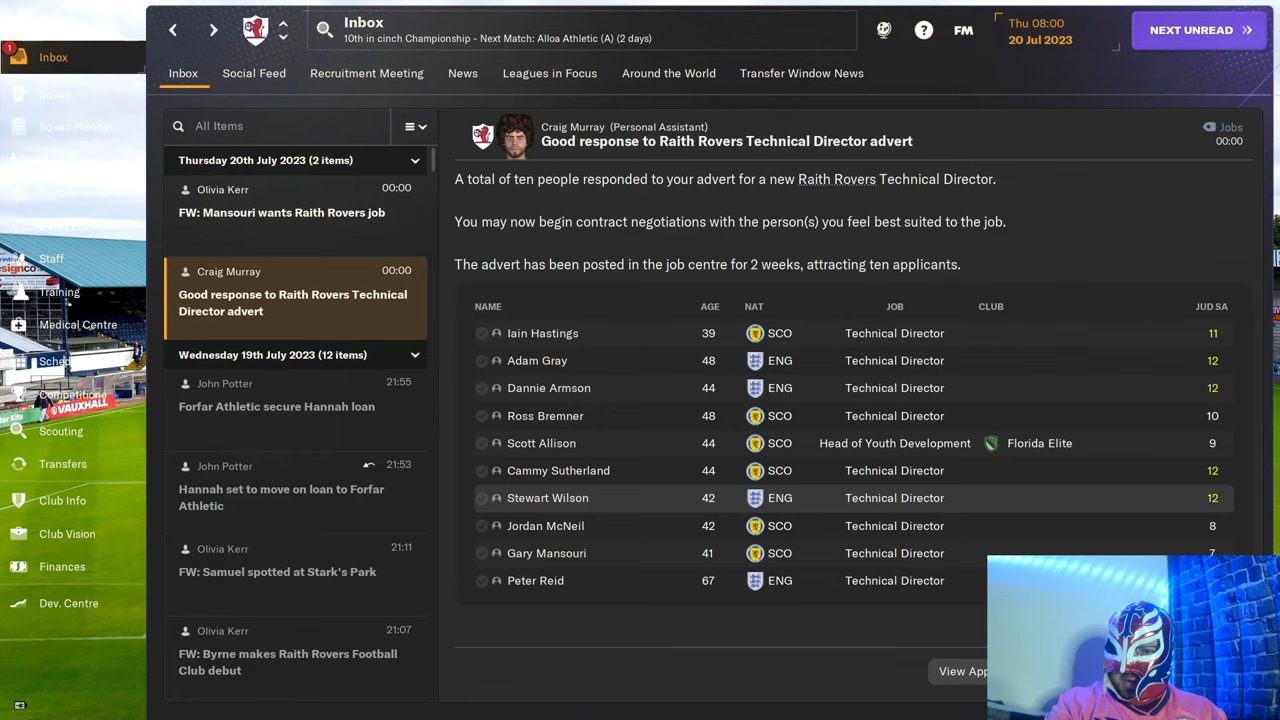 Inbox
10th in cinch Championship - Next Match: Alloa Athletic (A) (2 days)
?
FM
Thu 08:00
20 Jul 2023
NEXT UNREAD
1
Inbox
Squad
Squad Planner
Staff
Training
Medical Centre
Sched
Competitions
Scouting
Transfers
Club Info
Club Vision
Finances
Dev. Centre
VAUXHALL
Inbox Social Feed Recruitment Meeting News Leagues in Focus Around the World Transfer Window News
All Items
Thursday 20th July 2023 (2 items)
Olivia Kerr 00:00
FW: Mansouri wants Raith Rovers job
Craig Murray 00:00
Good response to Raith Rovers Technical
Director advert
Wednesday 19th July 2023 (12 items)
John Potter 21:55
Forfar Athletic secure Hannah loan
John Potter 21:53
Hannah set to move on loan to Forfar
Athletic
Olivia Kerr 21:11
FW: Samuel spotted at Stark's Park
Olivia Kerr 21:07
FW: Byrne makes Raith Rovers Football
Club debut
Craig Murray (Personal Assistant)
Good response to Raith Rovers Technical Director advert
Jobs
00:00
A total of ten people responded to your advert for a new Raith Rovers Technical Director.
You may now begin contract negotiations with the person(s) you feel best suited to the job.
The advert has been posted in the job centre for 2 weeks, attracting ten applicants.
NAME AGE NAT JOB CLUB JUD SA
Iain Hastings 39 SCO Technical Director 11
Adam Gray 48 ENG Technical Director 12
Dannie Armson 44 ENG Technical Director 12
Ross Bremner 48 SCO Technical Director 10
Scott Allison 44 SCO Head of Youth Development Florida Elite 9
Cammy Sutherland 44 SCO Technical Director 12
Stewart Wilson 42 ENG Technical Director 12
Jordan McNeil 42 SCO Technical Director 8
Gary Mansouri 41 SCO Technical Director 7
Peter Reid 67 ENG Technical Director
View App